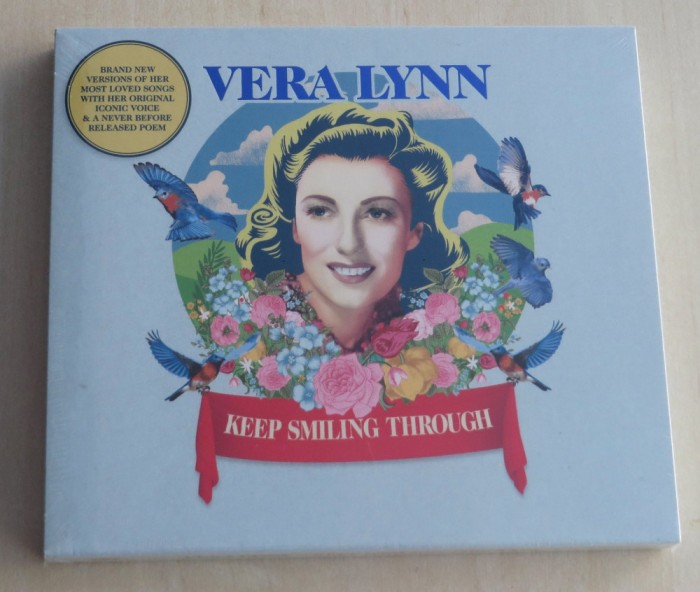 BRAND NEW
VERSIONS OF HER
MOST LOVED SONGS
WITH HER ORIGINAL
ICONIC VOICE
& A NEVER BEFORE
RELEASED POEM
VERA LYNN
KEEP SMILING THROUGH